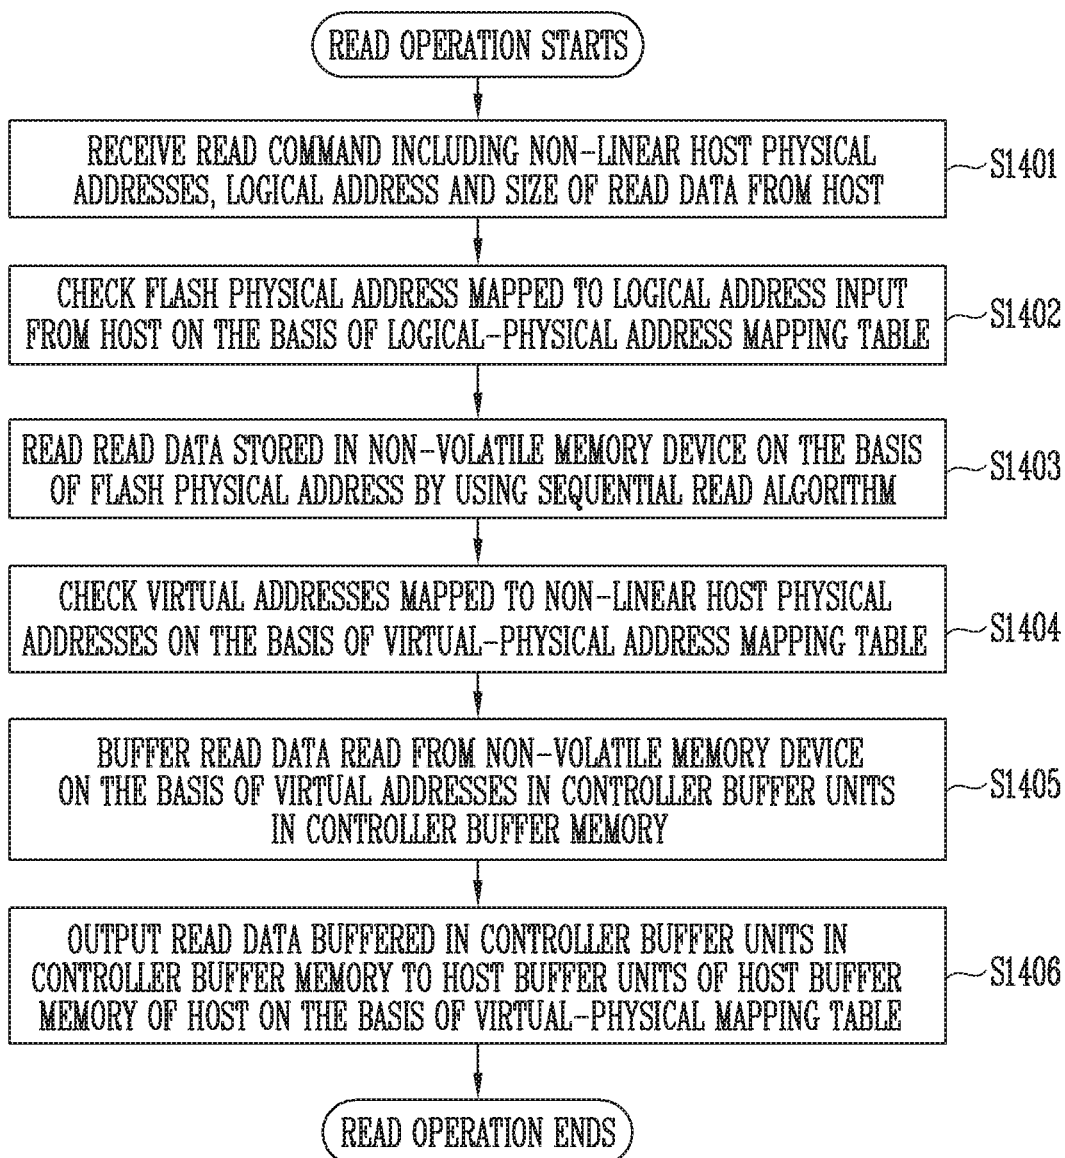 READ OPERATION STARTS
RECEIVE READ COMMAND INCLUDING NON-LINEAR HOST PHYSICAL
ADDRESSES, LOGICAL ADDRESS AND SIZE OF READ DATA FROM HOST
S1401
CHECK FLASH PHYSICAL ADDRESS MAPPED TO LOGICAL ADDRESS INPUT
FROM HOST ON THE BASIS OF LOGICAL-PHYSICAL ADDRESS MAPPING TABLE
S1402
READ READ DATA STORED IN NON-VOLATILE MEMORY DEVICE ON THE BASIS
OF FLASH PHYSICAL ADDRESS BY USING SEQUENTIAL READ ALGORITHM
S1403
CHECK VIRTUAL ADDRESSES MAPPED TO NON-LINEAR HOST PHYSICAL
ADDRESSES ON THE BASIS OF VIRTUAL-PHYSICAL ADDRESS MAPPING TABLE
S1404
BUFFER READ DATA READ FROM NON-VOLATILE MEMORY DEVICE
ON THE BASIS OF VIRTUAL ADDRESSES IN CONTROLLER BUFFER UNITS
IN CONTROLLER BUFFER MEMORY
S1405
OUTPUT READ DATA BUFFERED IN CONTROLLER BUFFER UNITS IN
CONTROLLER BUFFER MEMORY TO HOST BUFFER UNITS OF HOST BUFFER
MEMORY OF HOST ON THE BASIS OF VIRTUAL-PHYSICAL MAPPING TABLE
S1406
READ OPERATION ENDS